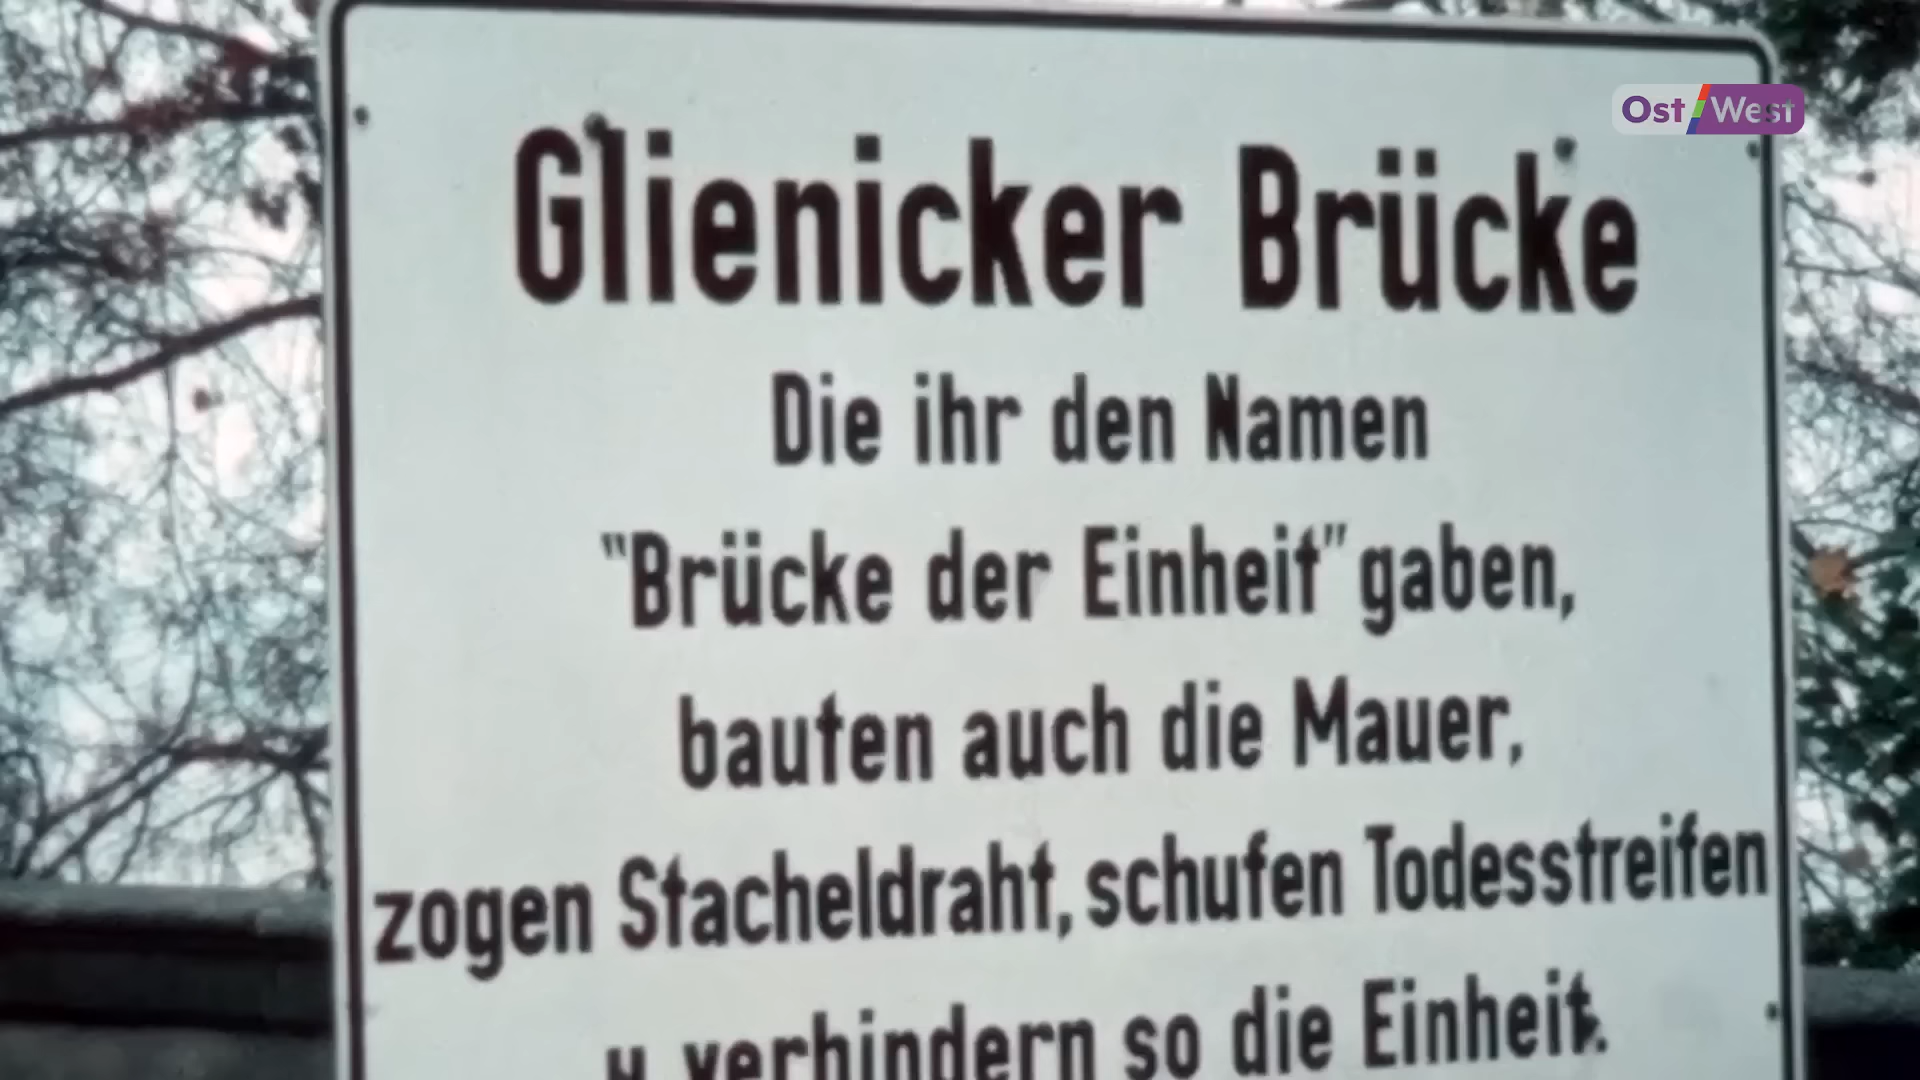 Ost/West
Glienicker Brücke
Die ihr den Namen
"Brücke der Einheit" gaben,
bauten auch die Mauer,
zogen Stacheldraht, schufen Todesstreifen
u. verhindern so die Einheit.